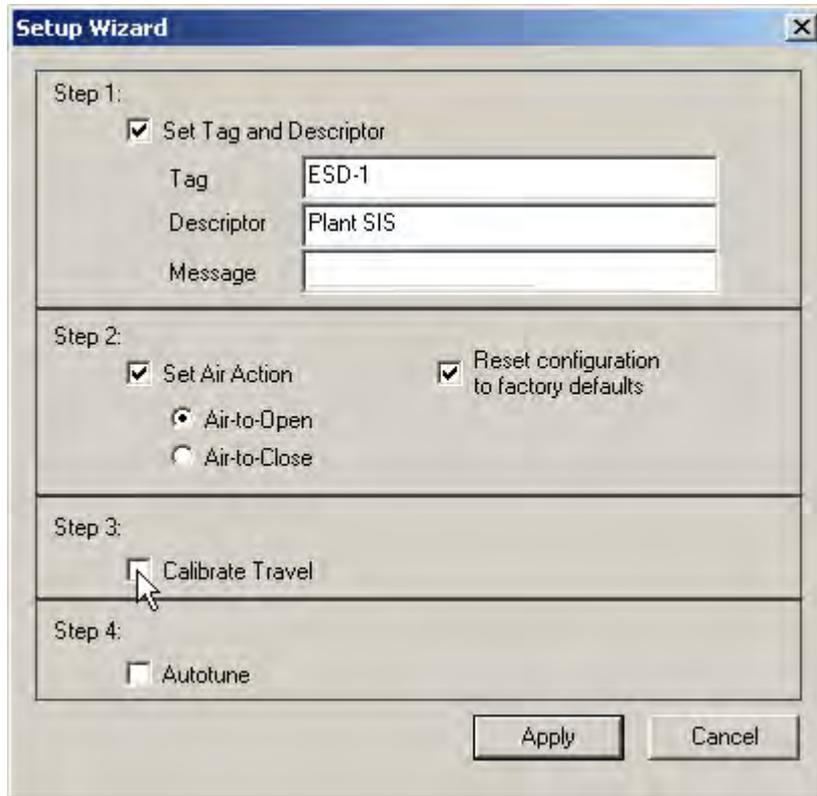 Setup Wizard
Step 1:
Set Tag and Descriptor
Tag
ESD-1
Descriptor
Plant SIS
Message
Step 2:
Set Air Action
Reset configuration
to factory defaults
Air-to-Open
Air-to-Close
Step 3:
Calibrate Travel
Step 4:
Autotune
Apply
Cancel